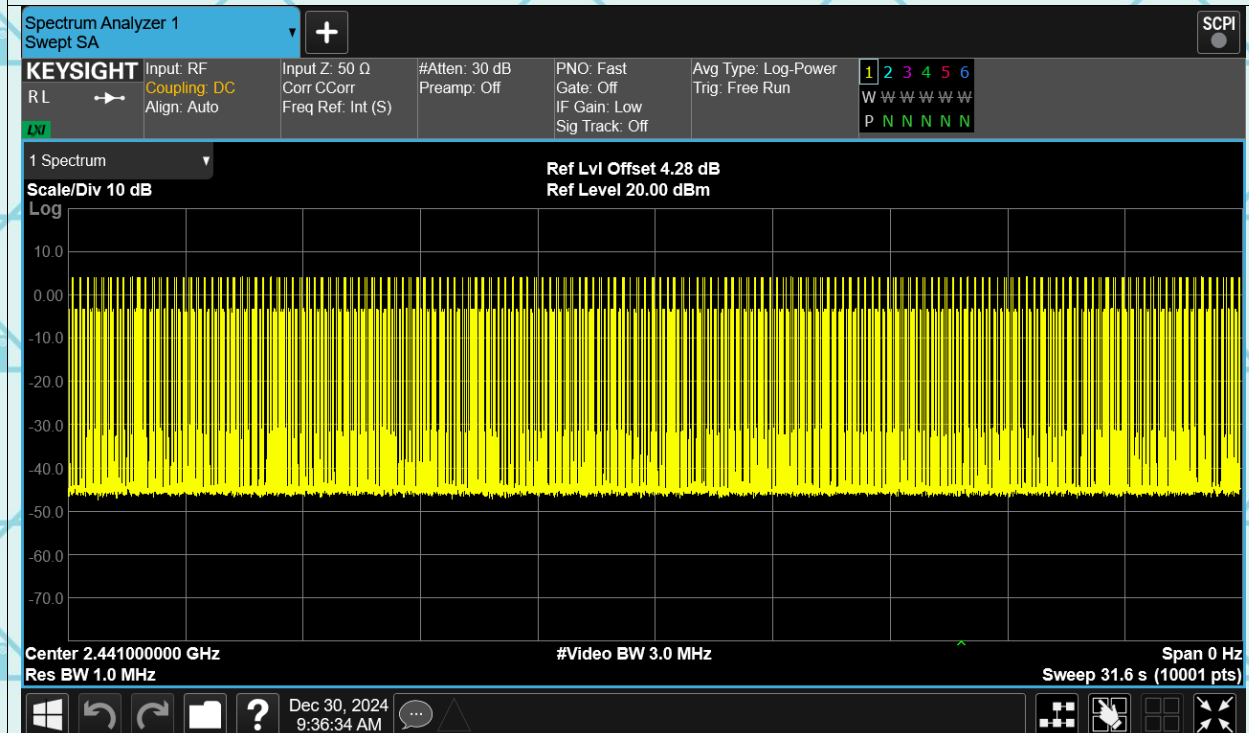 Spectrum Analyzer 1
Swept SA
SCPI
KEYSIGHT
R L
LXI
Input: RF
Coupling: DC
Align: Auto
Input Z: 50 Ω
Corr CCorr
Freq Ref: Int (S)
#Atten: 30 dB
Preamp: Off
PNO: Fast
Gate: Off
IF Gain: Low
Sig Track: Off
Avg Type: Log-Power
Trig: Free Run
1 2 3 4 5 6
W W W W W W
P N N N N N
1 Spectrum
Scale/Div 10 dB
Ref Lvl Offset 4.28 dB
Ref Level 20.00 dBm
Log
10.0
0.00
-10.0
-20.0
-30.0
-40.0
-50.0
-60.0
-70.0
Center 2.441000000 GHz
#Video BW 3.0 MHz
Span 0 Hz
Res BW 1.0 MHz
Sweep 31.6 s (10001 pts)
?
Dec 30, 2024
9:36:34 AM